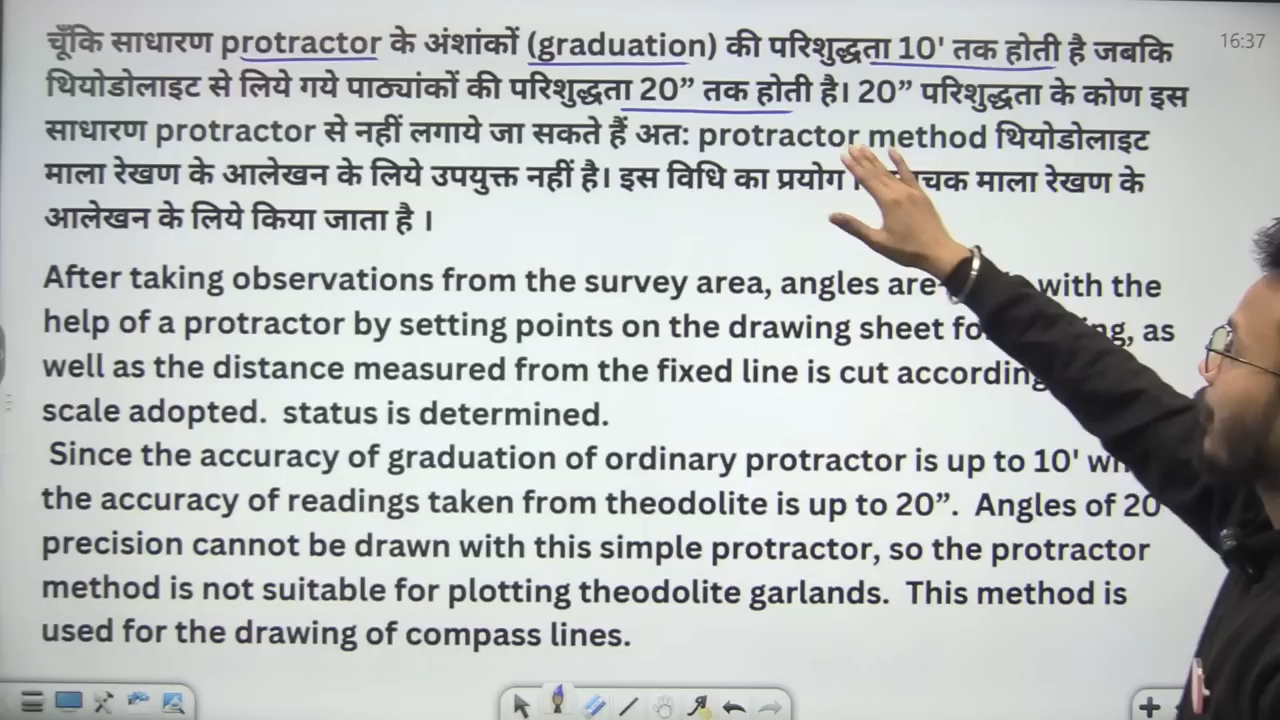 चूँकि साधारण protractor के अंशांकों (graduation) की परिशुद्धता 10' तक होती है जबकि
16:37
थियोडोलाइट से लिये गये पाठ्यांकों की परिशुद्धता 20” तक होती है। 20” परिशुद्धता के कोण इस
साधारण protractor से नहीं लगाये जा सकते हैं अत: protractor method थियोडोलाइट
माला रेखण के आलेखन के लिये उपयुक्त नहीं है। इस विधि का प्रयोग माला रेखण के
आलेखन के लिये किया जाता है ।
After taking observations from the survey area, angles are with the
help of a protractor by setting points on the drawing sheet as
well as the distance measured from the fixed line is cut
scale adopted. status is determined.
Since the accuracy of graduation of ordinary protractor is up to 10'
the accuracy of readings taken from theodolite is up to 20”. Angles of 20
precision cannot be drawn with this simple protractor, so the protractor
method is not suitable for plotting theodolite garlands. This method is
used for the drawing of compass lines.